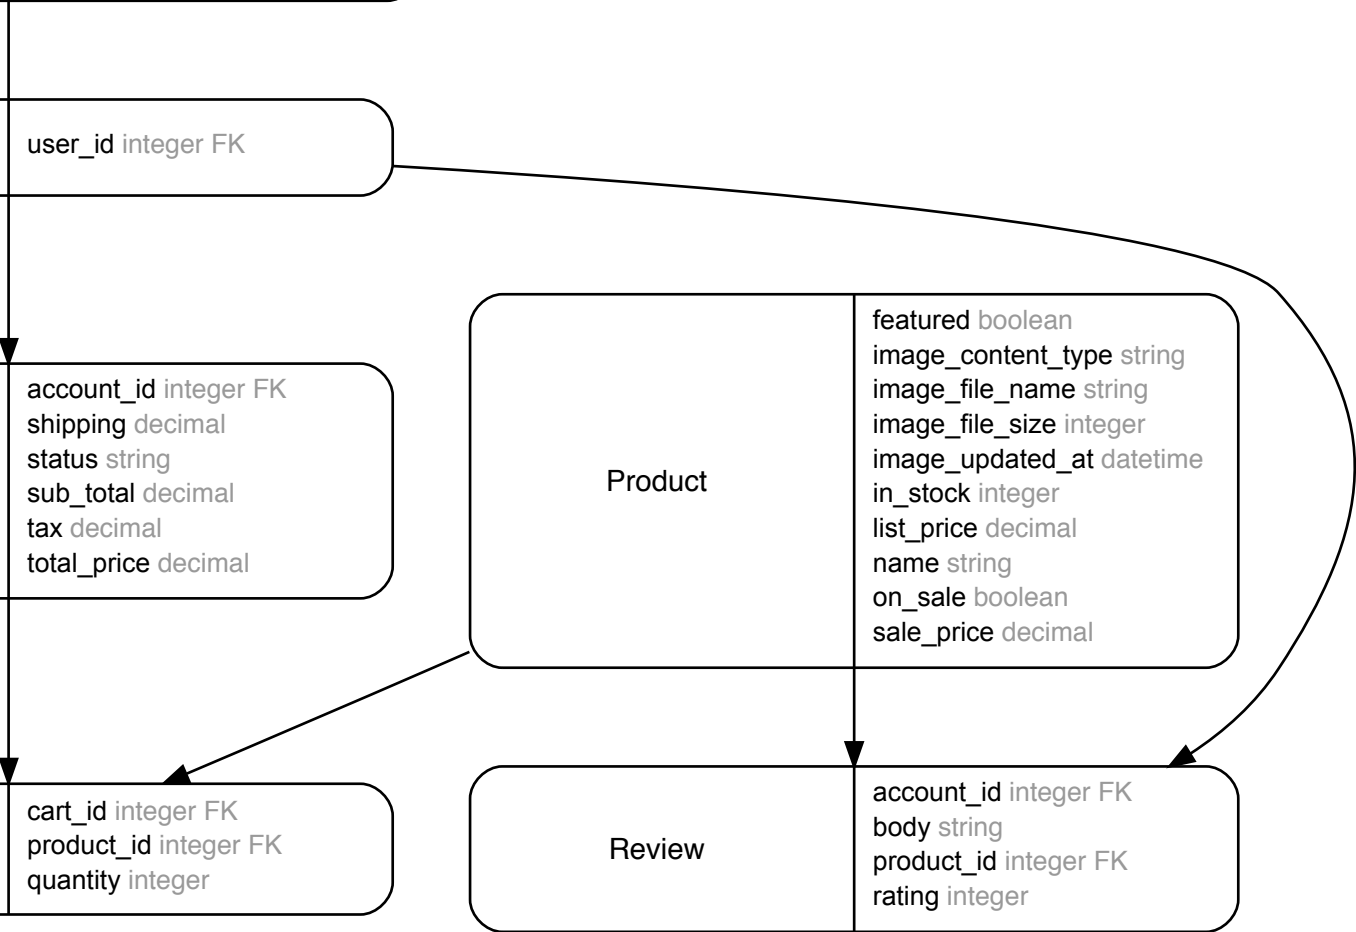 user_id integer FK
account_id integer FK
shipping decimal
status string
sub_total decimal
tax decimal
total_price decimal
Product
featured boolean
image_content_type string
image_file_name string
image_file_size integer
image_updated_at datetime
in_stock integer
list_price decimal
name string
on_sale boolean
sale_price decimal
cart_id integer FK
product_id integer FK
quantity integer
Review
account_id integer FK
body string
product_id integer FK
rating integer